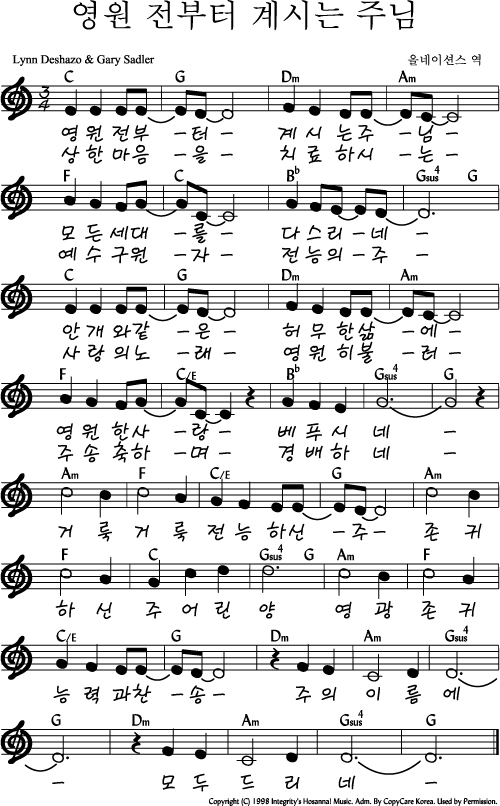 영원 전부터 계시는 주님
Lynn Deshazo & Gary Sadler
올네이션스 역
C G Dm Am
3/4
영 원 전부 - 터 - 계 시 는주 - 님 -
상 한 마음 - 을 - 치 료 하시 - 는 -
F C B♭ Gsus4 G
모 든 세대 - 를 - 다 스리 - 네 -
예 수 구원 - 자 - 전 능의 - 주 -
C G Dm Am
안 개 와같 - 은 - 허 무 한삶 - 에 -
사 랑 의노 - 래 - 영 원 히불 - 러 -
F C/E B♭ Gsus4 G
영 원 한사 - 랑 - 베 푸 시 네 -
주 송 축하 - 며 - 경 배 하 네 -
Am F C/E G Am
거 룩 거 룩 전 능 하신 - 주 - 존 귀
F C Gsus4 G Am F
하 신 주 어 린 양 영 광 존 귀
C/E G Dm Am Gsus4
능 력 과찬 - 송 - 주 의 이 름 에
G Dm Am Gsus4 G
- 모 두 드 리 네 -
Copyright (C) 1998 Integrity's Hosanna! Music. Adm. By CopyCare Korea. Used by Permission.